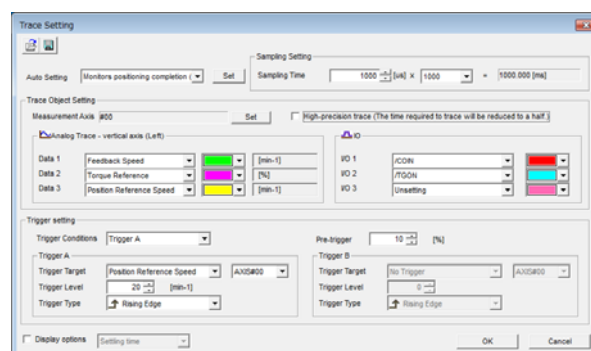 Trace Setting
Sampling Setting
Auto Setting Monitors positioning completion ( Set Sampling Time 1000 [us] X 1000 = 1000.000 [ms]
Trace Object Setting
Measurement Axis #00 Set High-precision trace (The time required to trace will be reduced to a half.)
Analog Trace - vertical axis (Left) I/O
Data 1 Feedback Speed [min-1] I/O 1 /COIN
Data 2 Torque Reference [%] I/O 2 /TGON
Data 3 Position Reference Speed [min-1] I/O 3 Unsetting
Trigger setting
Trigger Conditions Trigger A Pre-trigger 10 [%]
Trigger A Trigger B
Trigger Target Position Reference Speed AXIS#00 Trigger Target No Trigger AXIS#00
Trigger Level 20 [min-1] Trigger Level 0
Trigger Type Rising Edge Trigger Type Rising Edge
Display options Settling time OK Cancel